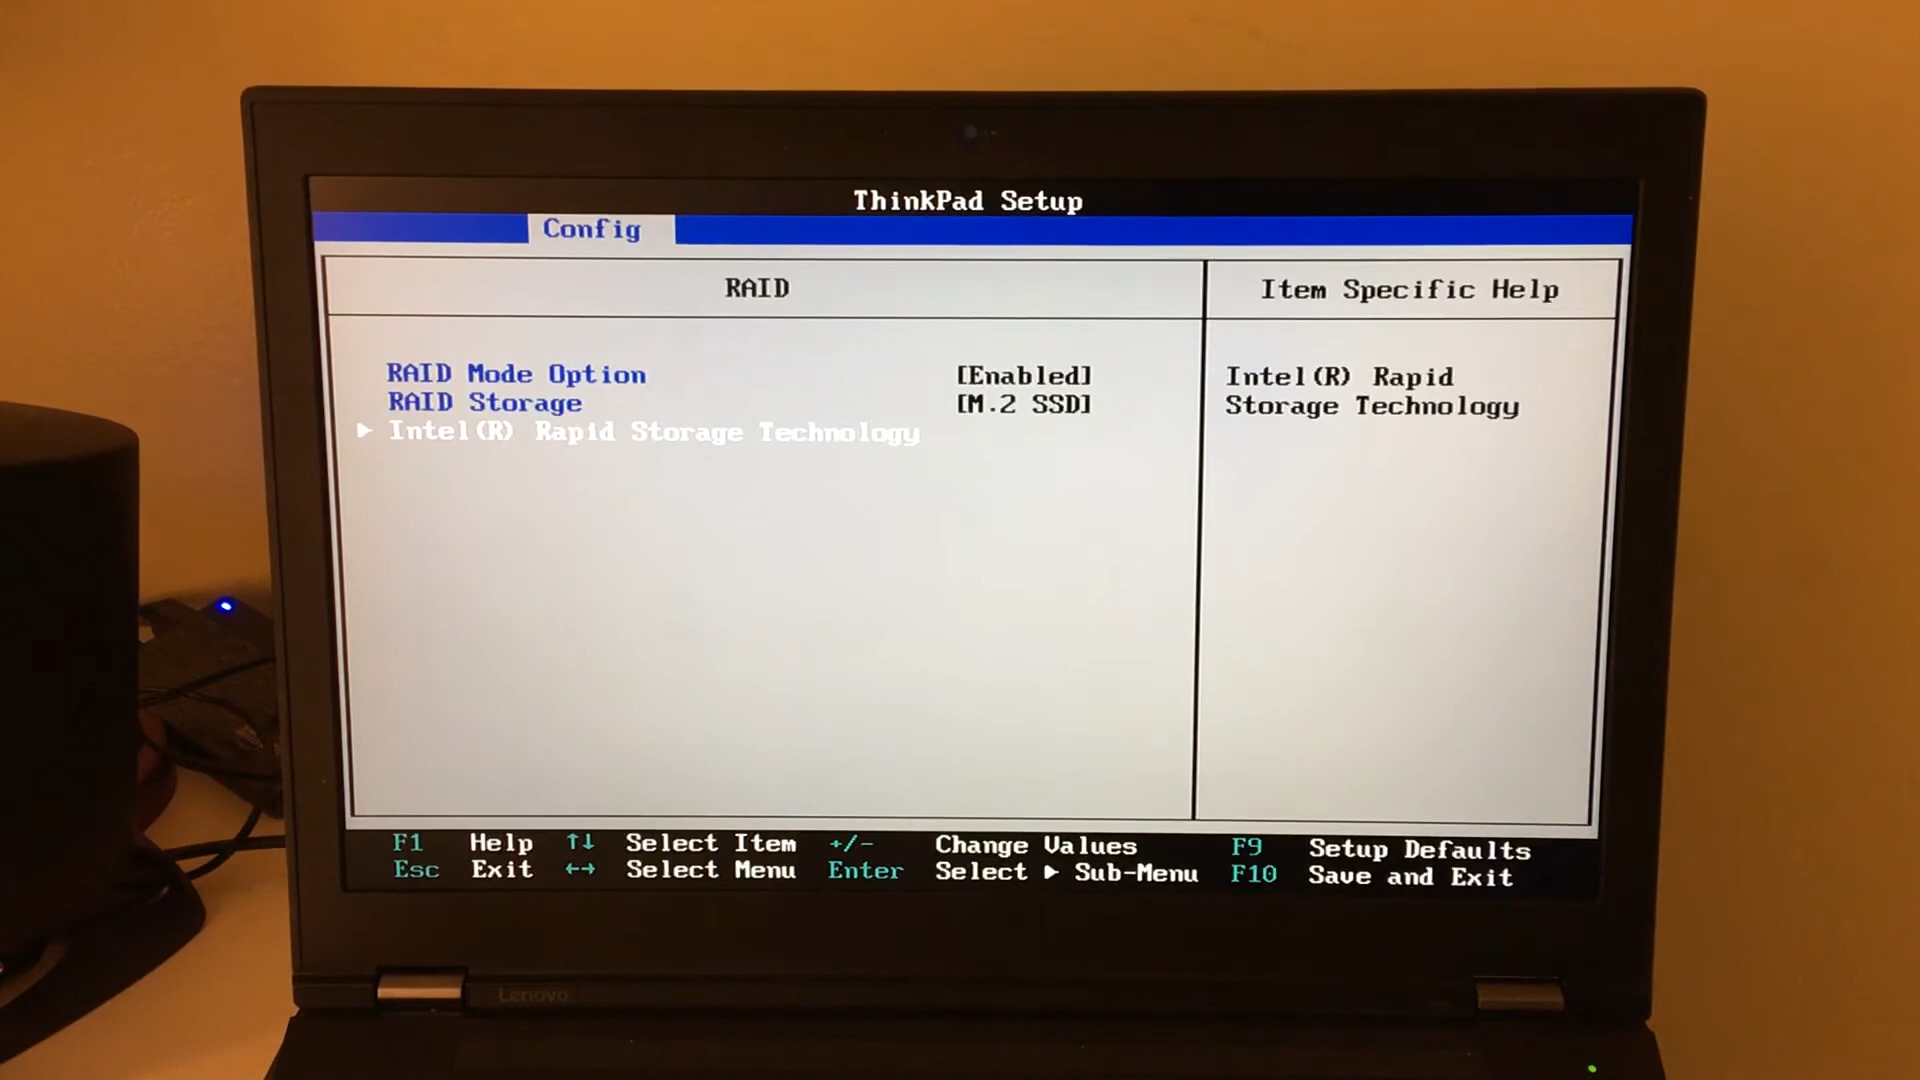 ThinkPad Setup
Config
RAID
Item Specific Help
RAID Mode Option [Enabled]
RAID Storage [M.2 SSD]
▶ Intel(R) Rapid Storage Technology
Intel(R) Rapid
Storage Technology
F1 Help ↑↓ Select Item +/- Change Values F9 Setup Defaults
Esc Exit ←→ Select Menu Enter Select ▶ Sub-Menu F10 Save and Exit
Lenovo